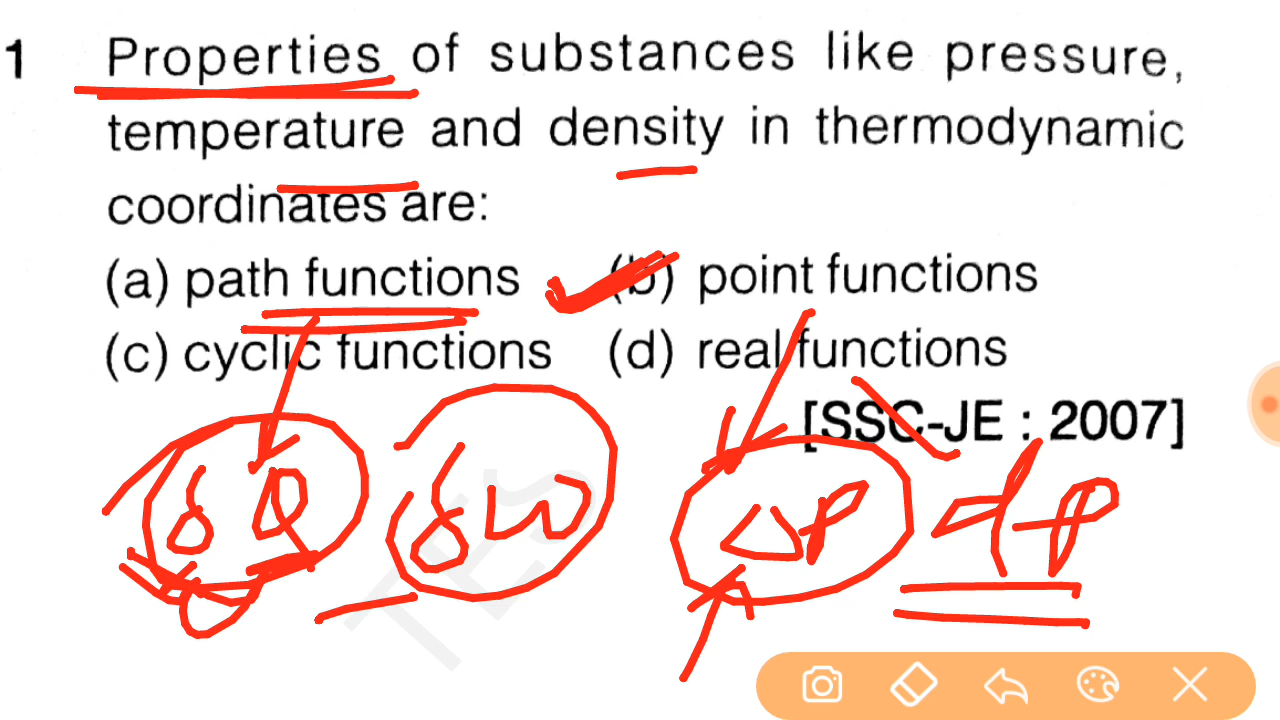 1 Properties of substances like pressure,
temperature and density in thermodynamic
coordinates are:
(a) path functions (b) point functions
(c) cyclic functions (d) real functions
[SSC-JE : 2007]
δQ δW ΔP dP
TES